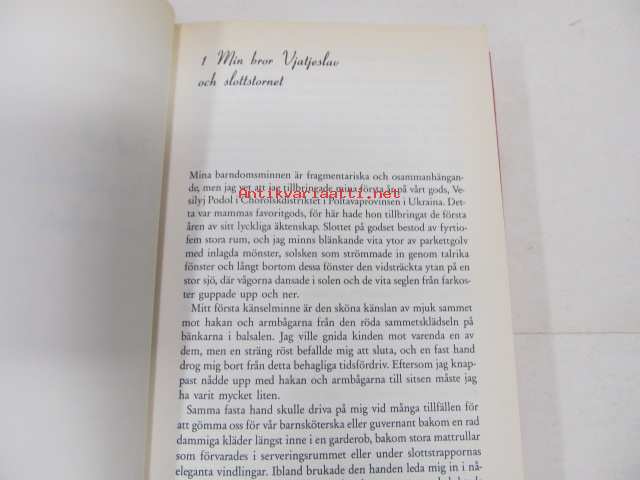 1 Min bror Vjatjeslav
och slottstornet
Mina barndomsminnen är fragmentariska och osammanhängan-
de, men jag vet att jag tillbringade mina första år på vårt gods, Ve-
Antikvariaatti.net
silyj Podol i Chorolskdistriktet i Poltavaprovinsen i Ukraina. Det-
ta var mammas favoritgods, för här hade hon tillbringat de första
åren av sitt lyckliga äktenskap. Slottet på godset bestod av fyrtio-
fem stora rum, och jag minns blänkande vita ytor av parkettgolv
med inlagda mönster, solsken som strömmade in genom talrika
fönster och långt bortom dessa fönster den vidsträckta ytan på en
stor sjö, där vågorna dansade i solen och de vita seglen från farkos-
ter guppade upp och ner.
Mitt första känselminne är den sköna känslan av mjuk sammet
mot hakan och armbågarna från den röda sammetsklädseln på
bänkarna i balsalen. Jag ville gnida kinden mot varenda en av
dem, men en sträng röst befallde mig att sluta, och en fast hand
drog mig bort från detta behagliga tidsfördriv. Eftersom jag knap-
past nådde upp med hakan och armbågarna till sitsen måste jag
ha varit mycket liten.
Samma fasta hand skulle driva på mig vid många tillfällen för
att gömma oss för vår barnsköterska eller guvernant bakom en rad
dammiga kläder längst inne i en garderob, bakom stora mattrullar
som förvarades i serveringsrummet eller under slottstrappornas
eleganta vindlingar. Ibland brukade den handen leda mig in i nå-